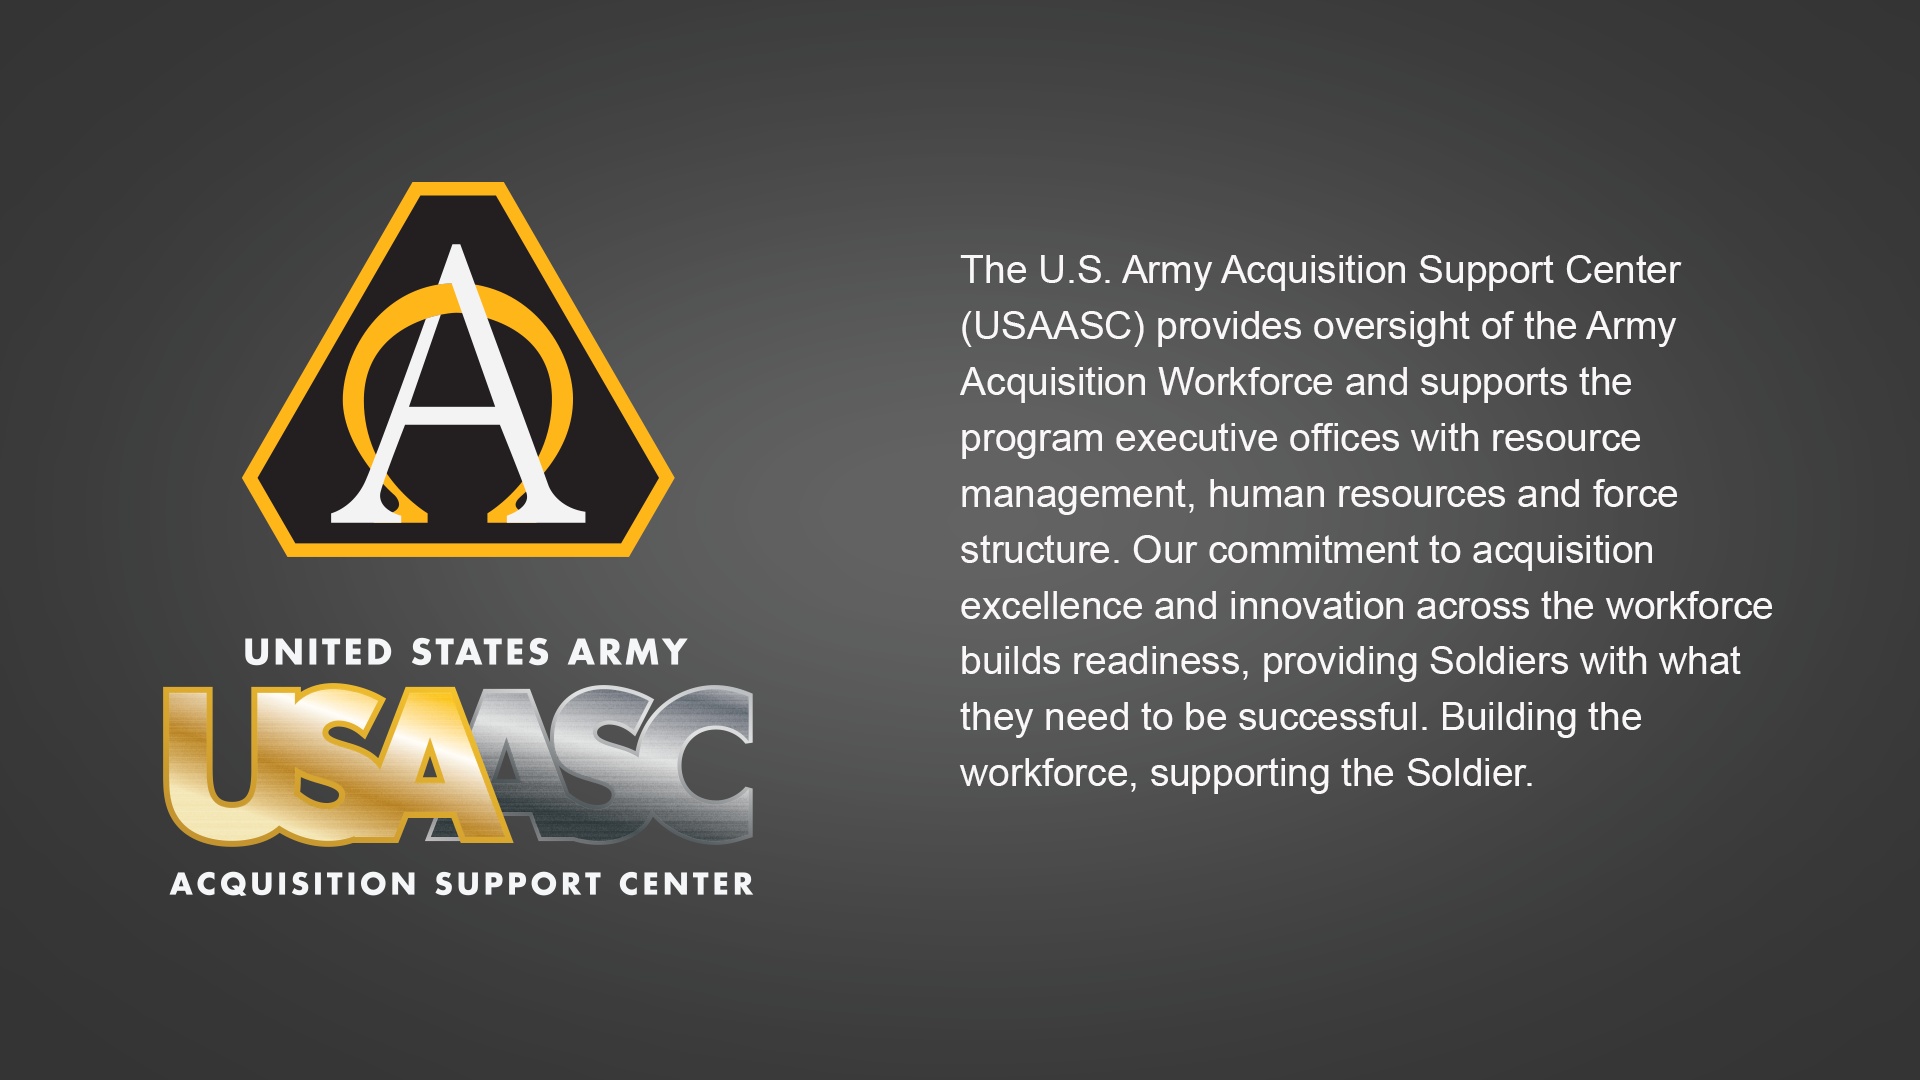 UNITED STATES ARMY
USAASC
ACQUISITION SUPPORT CENTER
The U.S. Army Acquisition Support Center
(USAASC) provides oversight of the Army
Acquisition Workforce and supports the
program executive offices with resource
management, human resources and force
structure. Our commitment to acquisition
excellence and innovation across the workforce
builds readiness, providing Soldiers with what
they need to be successful. Building the
workforce, supporting the Soldier.